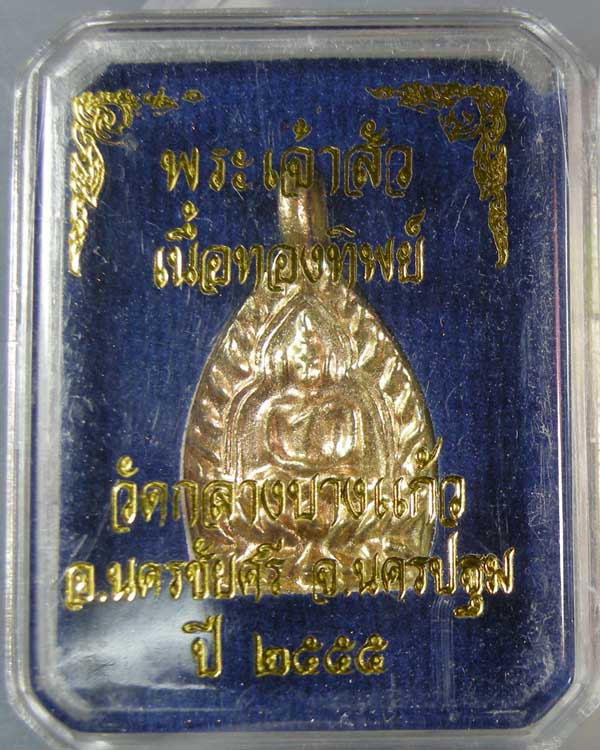 พระเจ้าสัว
เนื้อทองทิพย์
วัดกลางบางแก้ว
อ.นครชัยศรี จ.นครปฐม
ปี ๒๕๕๕